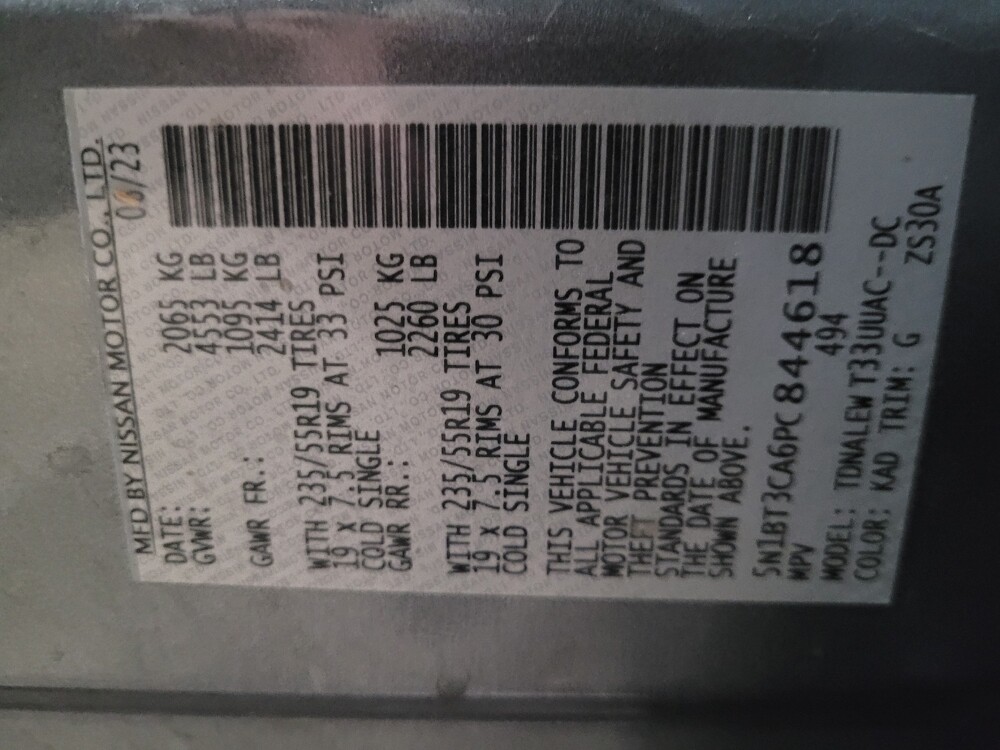 MFD BY NISSAN MOTOR CO., LTD.
DATE: 06/23
GVWR: 2065 KG
4553 LB
GAWR FR.: 1095 KG
2414 LB
WITH 235/55R19 TIRES
19 X 7.5 RIMS AT 33 PSI
COLD SINGLE
GAWR RR.: 1025 KG
2260 LB
WITH 235/55R19 TIRES
19 X 7.5 RIMS AT 30 PSI
COLD SINGLE
THIS VEHICLE CONFORMS TO
ALL APPLICABLE FEDERAL
MOTOR VEHICLE SAFETY AND
THEFT PREVENTION
STANDARDS IN EFFECT ON
THE DATE OF MANUFACTURE
SHOWN ABOVE.
5N1BT3CA6PC844618
MPV 494
MODEL: TDNALEWT33UUAC--DC
COLOR: KAD TRIM: G ZS30A